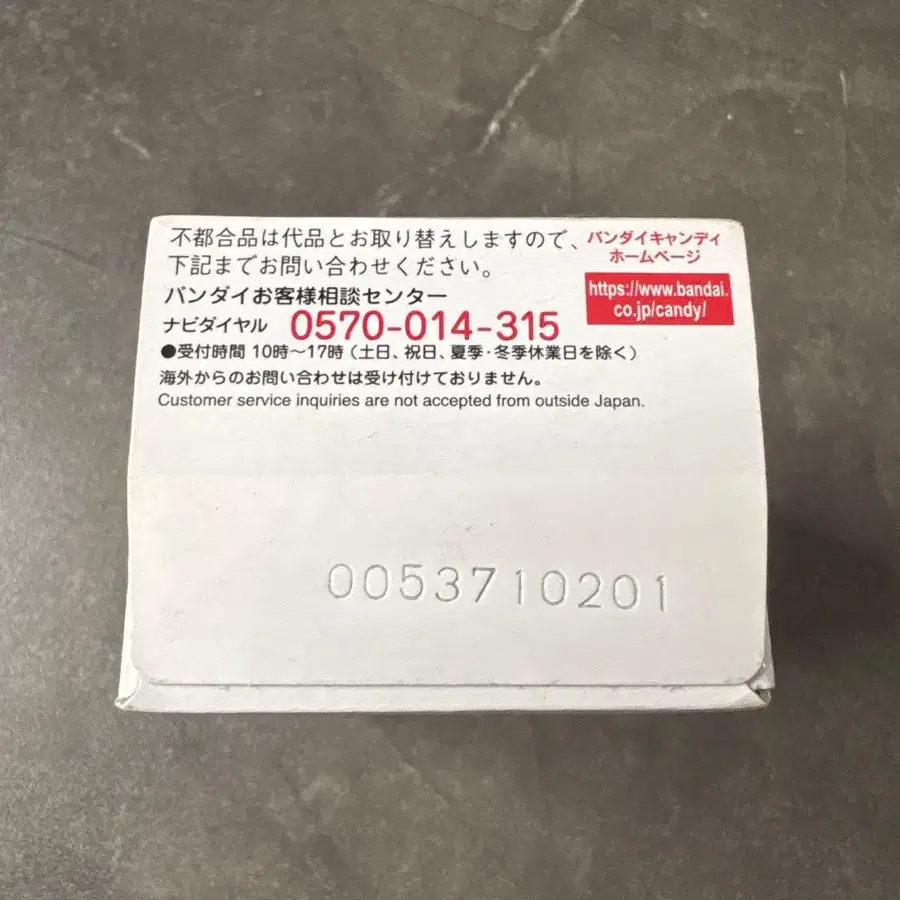 不都合品は代品とお取り替えしますので、
下記までお問い合わせください。
バンダイお客様相談センター
ナビダイヤル 0570-014-315
●受付時間 10時～17時（土日、祝日、夏季・冬季休業日を除く）
海外からのお問い合わせは受け付けておりません。
Customer service inquiries are not accepted from outside Japan.
バンダイキャンディ
ホームページ
https://www.bandai.
co.jp/candy/
0053710201